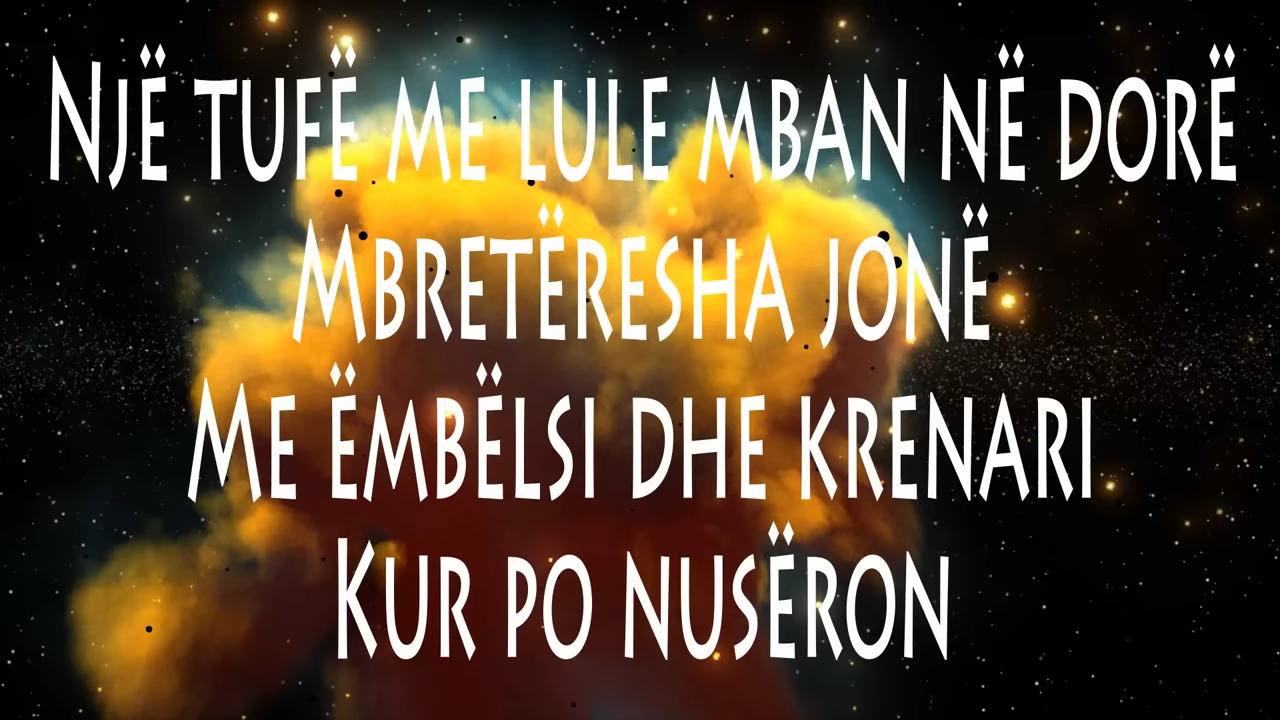 Një tufë me lule mban në dorë
Mbretëresha jonë
Me ëmbëlsi dhe krenari
Kur po nusëron